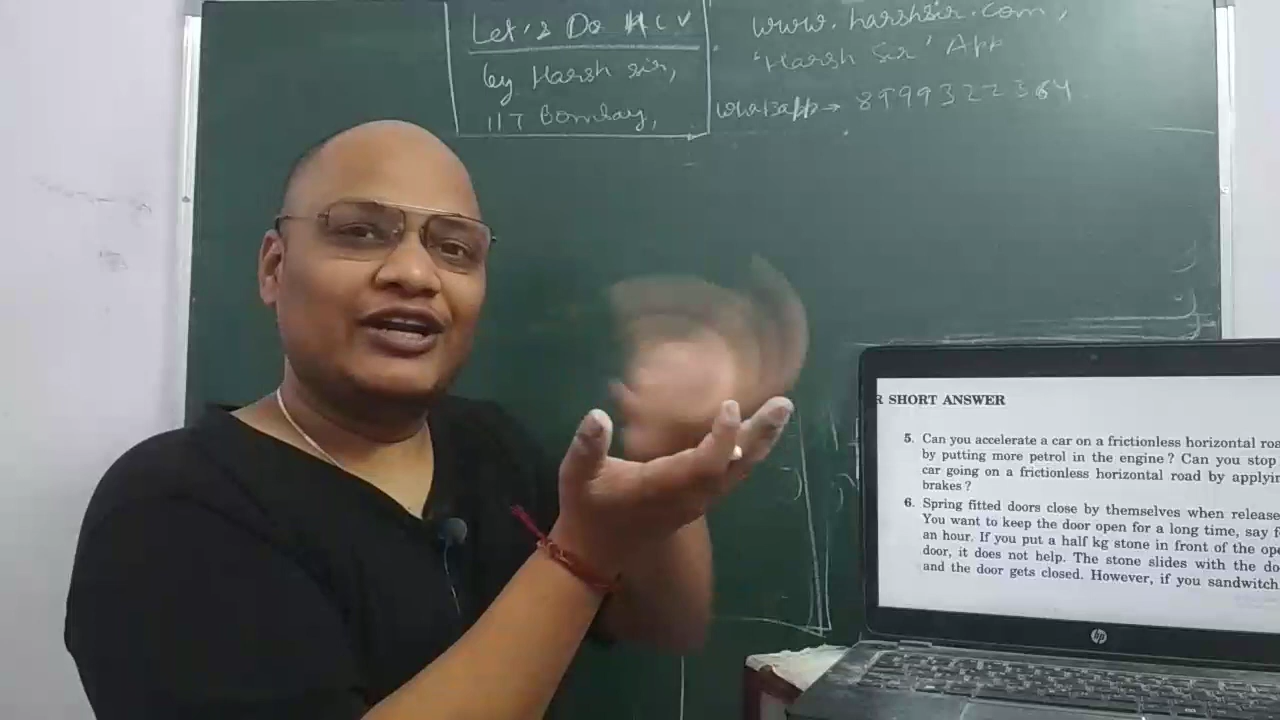 Let's Do HCV
by Harsh sir,
IIT Bombay,
www.harshsir.com,
'Harsh Sir' App
whatsapp→ 8999322364
R SHORT ANSWER
5. Can you accelerate a car on a frictionless horizontal roa
by putting more petrol in the engine ? Can you stop
car going on a frictionless horizontal road by applyin
brakes ?
6. Spring fitted doors close by themselves when release
You want to keep the door open for a long time, say f
an hour. If you put a half kg stone in front of the ope
door, it does not help. The stone slides with the do
and the door gets closed. However, if you sandwitch
hp